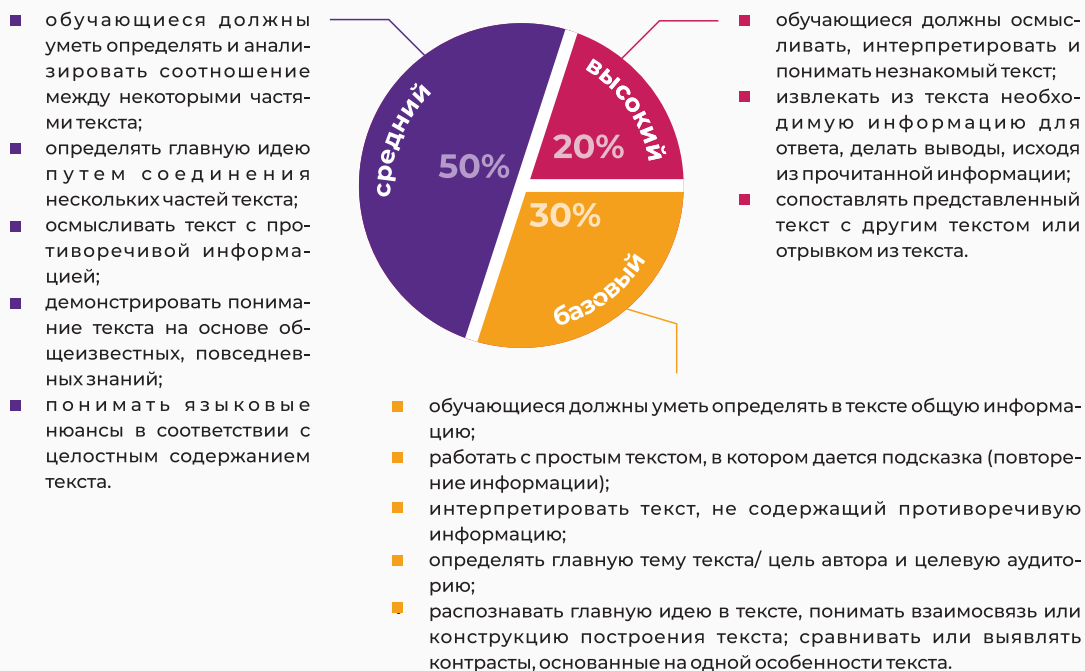 обучающиеся должны
уметь определять и анали-
зировать соотношение
между некоторыми частя-
ми текста;
определять главную идею
путем соединения
нескольких частей текста;
осмысливать текст с про-
тиворечивой информа-
цией;
демонстрировать понима-
ние текста на основе об-
щеизвестных, повседнев-
ных знаний;
понимать языковые
нюансы в соответствии с
целостным содержанием
текста.
средний
50%
высокий
20%
30%
базовый
обучающиеся должны осмыс-
ливать, интерпретировать и
понимать незнакомый текст;
извлекать из текста необхо-
димую информацию для
ответа, делать выводы, исходя
из прочитанной информации;
сопоставлять представленный
текст с другим текстом или
отрывком из текста.
обучающиеся должны уметь определять в тексте общую информа-
цию;
работать с простым текстом, в котором дается подсказка (повторе-
ние информации);
интерпретировать текст, не содержащий противоречивую
информацию;
определять главную тему текста/ цель автора и целевую аудито-
рию;
распознавать главную идею в тексте, понимать взаимосвязь или
конструкцию построения текста; сравнивать или выявлять
контрасты, основанные на одной особенности текста.